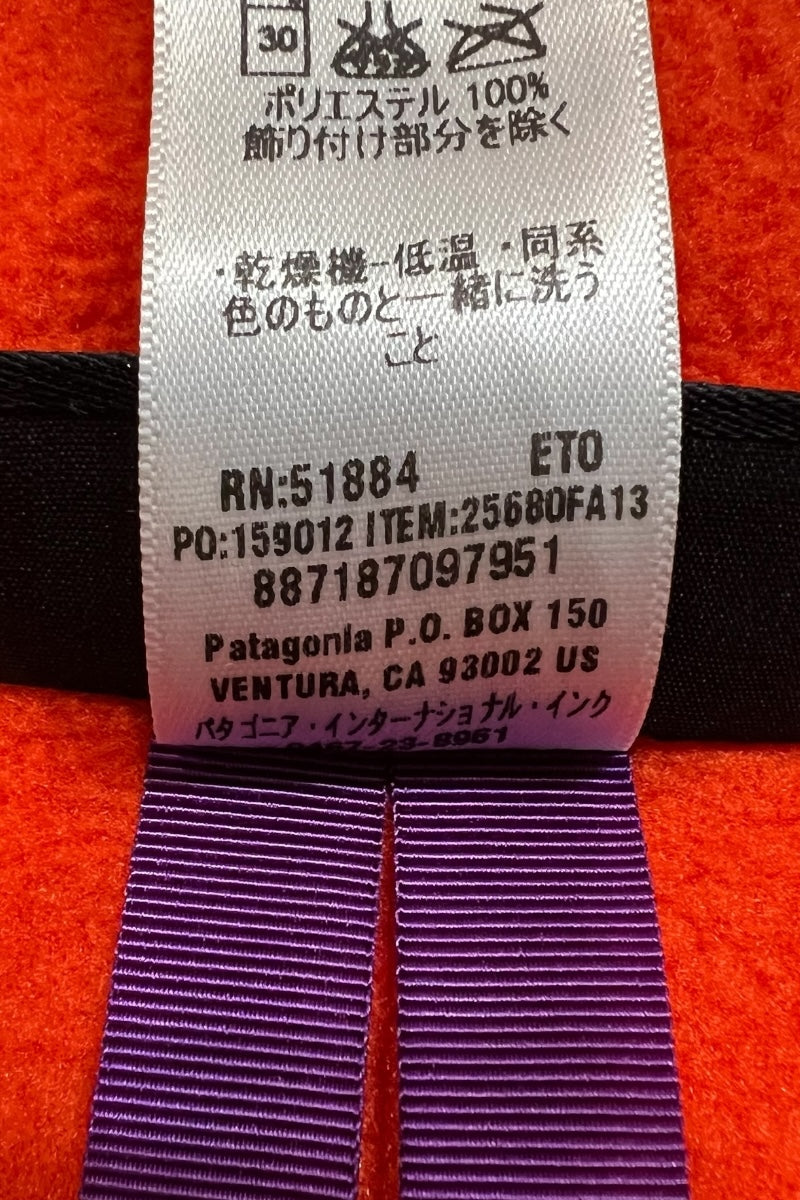 30
ポリエステル 100%
飾り付け部分を除く
・乾燥機-低温 ・同系
色のものと一緒に洗う
こと
RN:51884 ETO
PO:159012 ITEM:25680FA13
887187097951
Patagonia P.O. BOX 150
VENTURA, CA 93002 US
パタゴニア・インターナショナル・インク